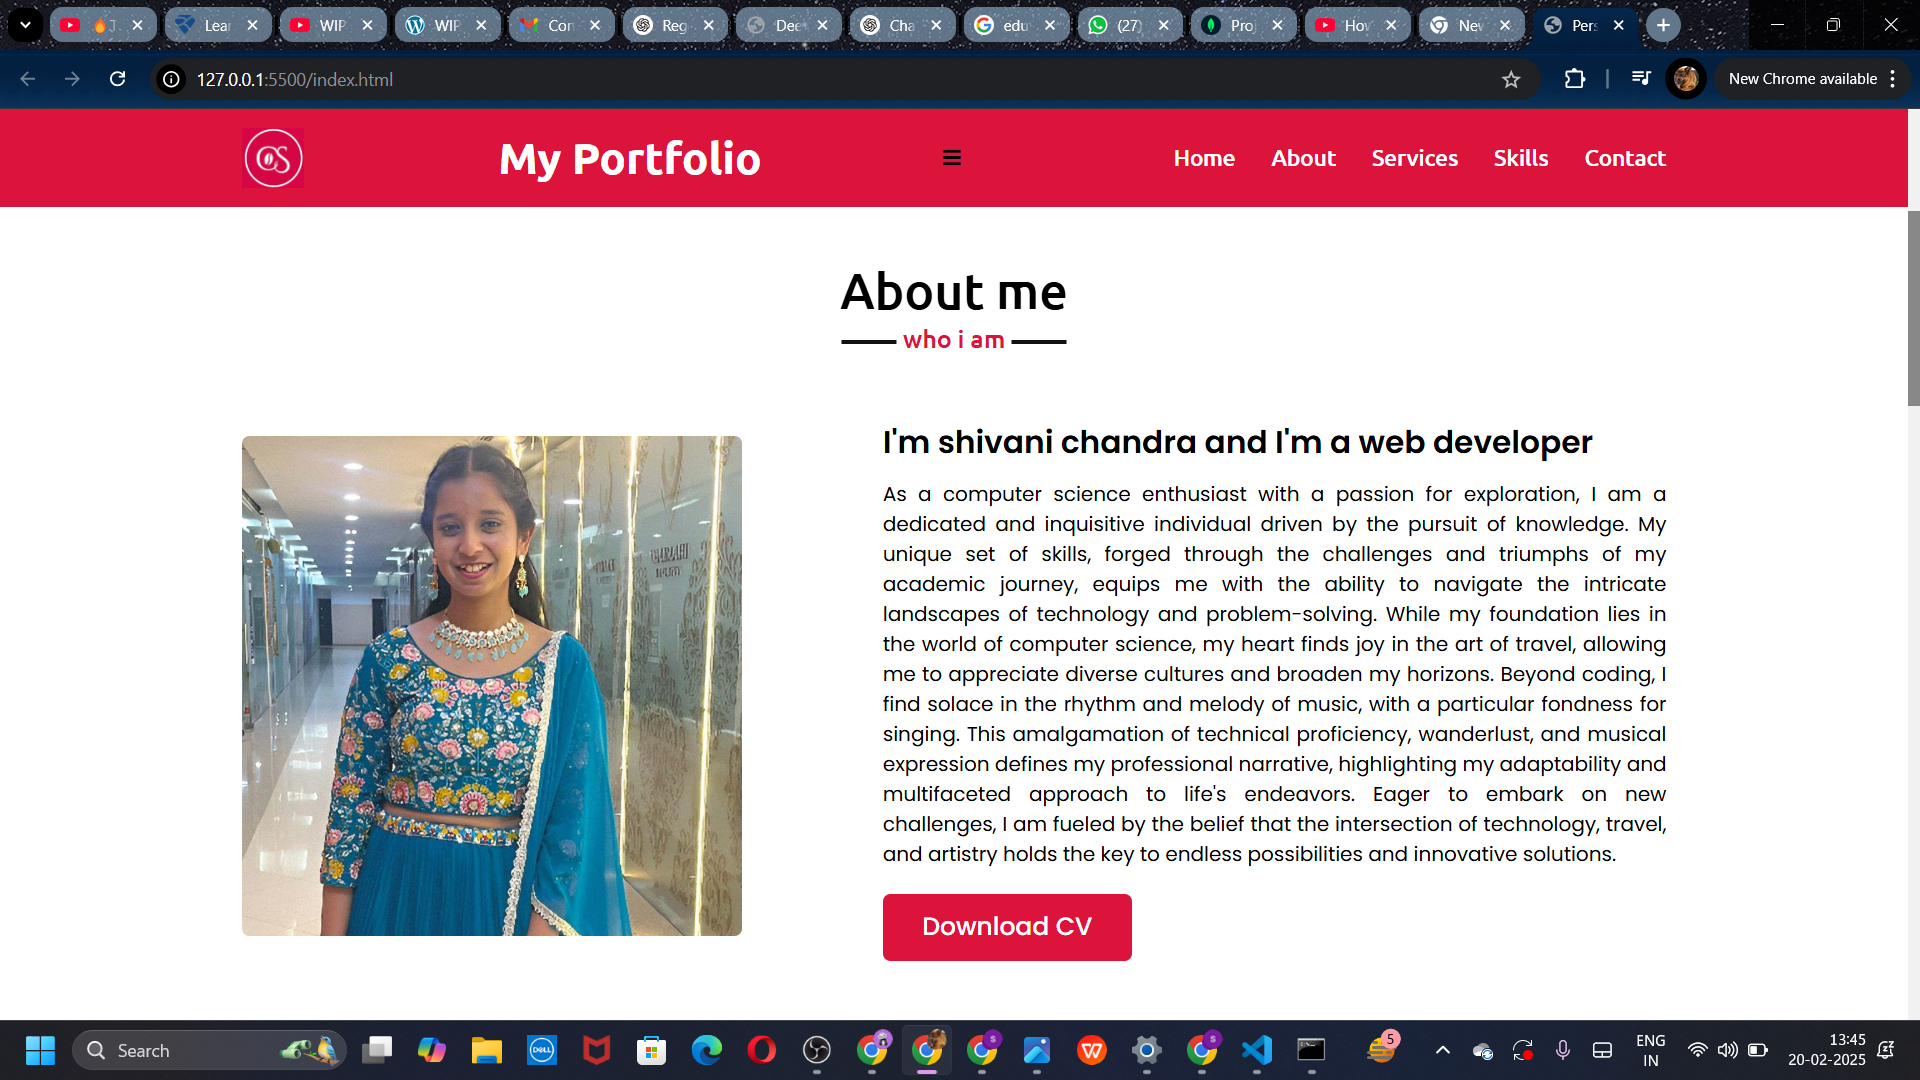 Lear
WIP
WIP
Con
Reg
Dee
Cha
edu
(27)
Pro
How
New
Pers
127.0.0.1:5500/index.html
New Chrome available
CS
My Portfolio
Home
About
Services
Skills
Contact
About me
who i am
I'm shivani chandra and I'm a web developer
As a computer science enthusiast with a passion for exploration, I am a
dedicated and inquisitive individual driven by the pursuit of knowledge. My
unique set of skills, forged through the challenges and triumphs of my
academic journey, equips me with the ability to navigate the intricate
landscapes of technology and problem-solving. While my foundation lies in
the world of computer science, my heart finds joy in the art of travel, allowing
me to appreciate diverse cultures and broaden my horizons. Beyond coding, I
find solace in the rhythm and melody of music, with a particular fondness for
singing. This amalgamation of technical proficiency, wanderlust, and musical
expression defines my professional narrative, highlighting my adaptability and
multifaceted approach to life's endeavors. Eager to embark on new
challenges, I am fueled by the belief that the intersection of technology, travel,
and artistry holds the key to endless possibilities and innovative solutions.
Download CV
Search
DELL
5
ENG
IN
13:45
20-02-2025